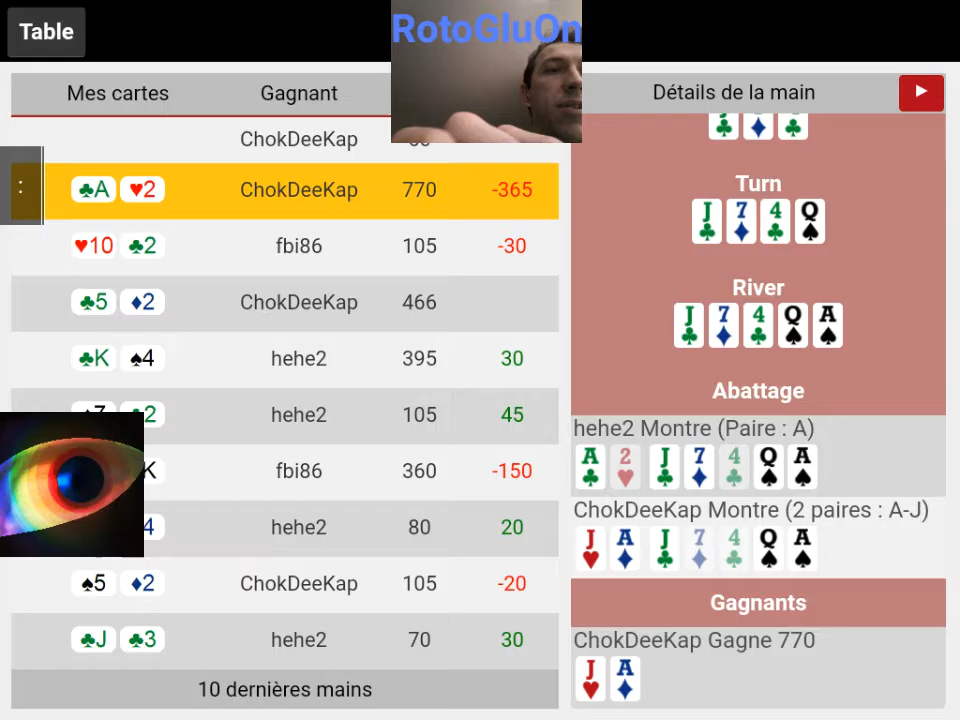 Table
RotoGluOn
Mes cartes Gagnant
Détails de la main
ChokDeeKap
:
♣A ♥2 ChokDeeKap 770 -365
♥10 ♣2 fbi86 105 -30
♣5 ♦2 ChokDeeKap 466
♣K ♠4 hehe2 395 30
♣2 hehe2 105 45
K fbi86 360 -150
4 hehe2 80 20
♠5 ♦2 ChokDeeKap 105 -20
♣J ♣3 hehe2 70 30
10 dernières mains
Turn
J 7 4 Q
River
J 7 4 Q A
Abattage
hehe2 Montre (Paire : A)
A 2 J 7 4 Q A
ChokDeeKap Montre (2 paires : A-J)
J A J 7 4 Q A
Gagnants
ChokDeeKap Gagne 770
J A